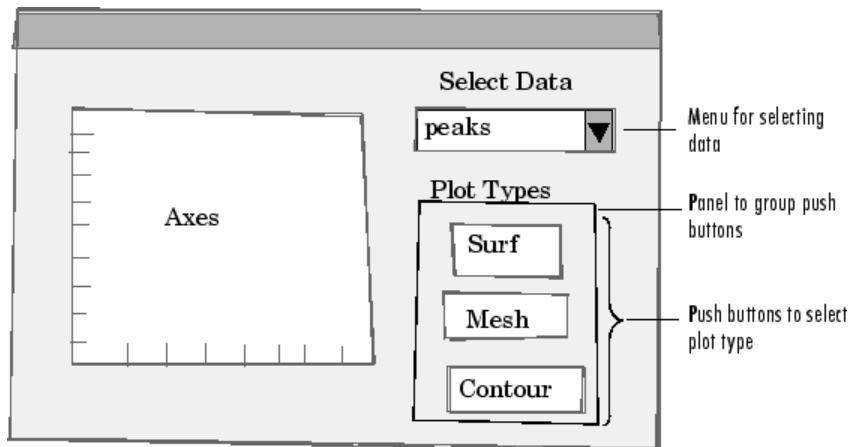 Select Data
peaks
Menu for selecting
data
Plot Types
Panel to group push
buttons
Axes
Surf
Mesh
Push buttons to select
plot type
Contour